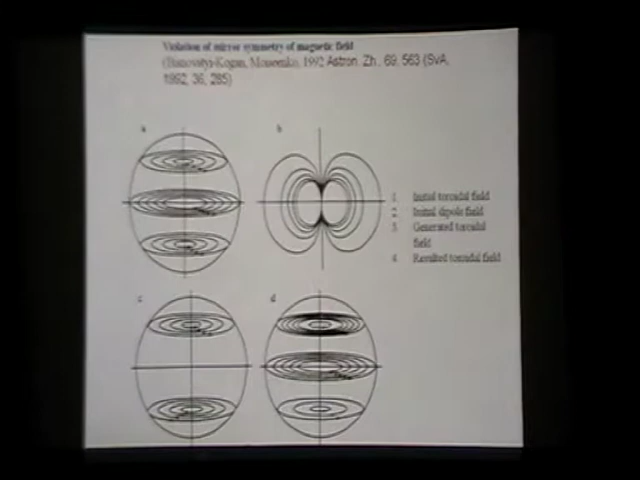 Violation of mirror symmetry of magnetic field
(Bisnovatyi-Kogan, Moiseenko, 1992 Astron. Zh., 69, 563 (SvA,
1992, 36, 285)
a
b
1. Initial toroidal field
2. Initial dipole field
3. Generated toroidal
field
4. Resulted toroidal field
c
d